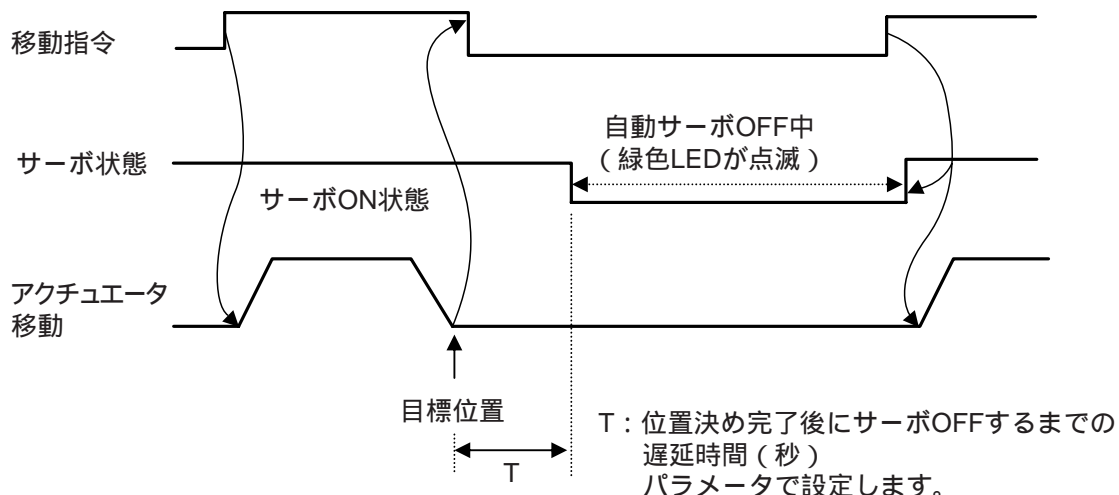 移動指令
自動サーボOFF中
（緑色LEDが点滅）
サーボ状態
サーボON状態
アクチュエータ
移動
目標位置
T
T：位置決め完了後にサーボOFFするまでの
遅延時間（秒）
パラメータで設定します。